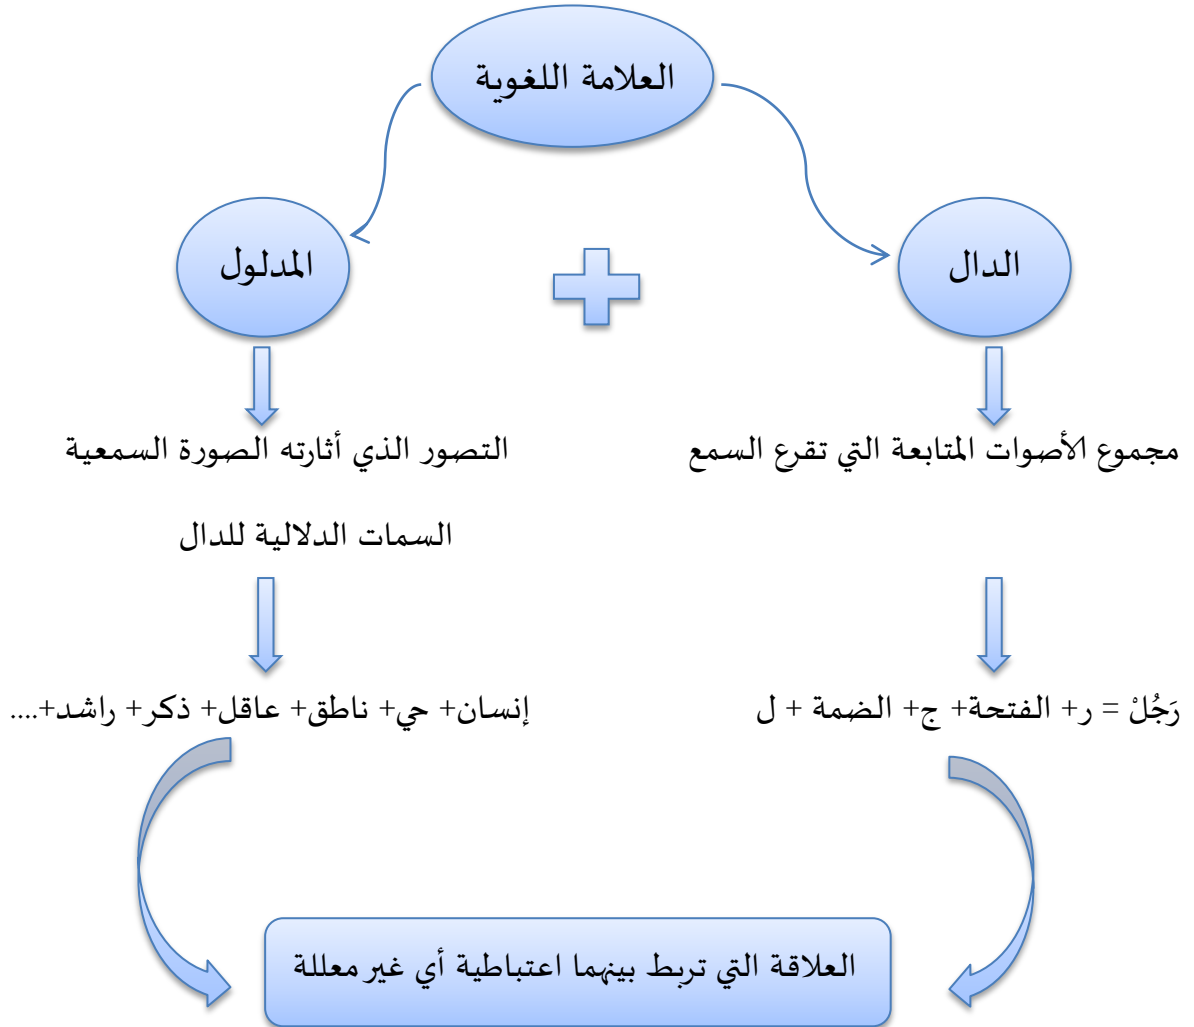 العلامة اللغوية
الدال
المدلول
مجموع الأصوات المتابعة التي تقرع السمع
التصور الذي أثارته الصورة السمعية
السمات الدلالية للدال
رَجُلْ = ر+ الفتحة+ ج+ الضمة + ل
إنسان+ حي+ ناطق+ عاقل+ ذكر+ راشد+....
العلاقة التي تربط بينهما اعتباطية أي غير معللة